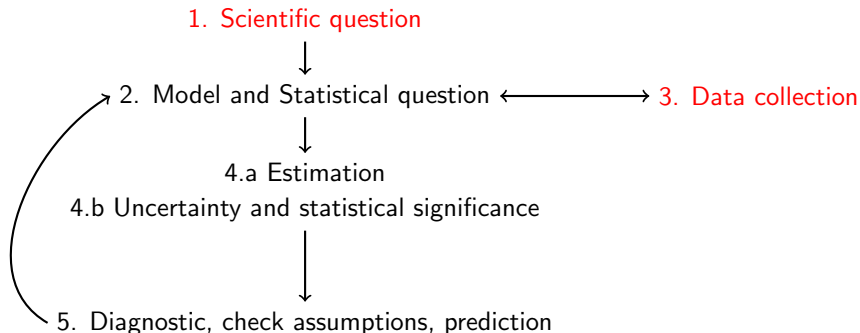 1. Scientific question
2. Model and Statistical question
3. Data collection
4.a Estimation
4.b Uncertainty and statistical significance
5. Diagnostic, check assumptions, prediction